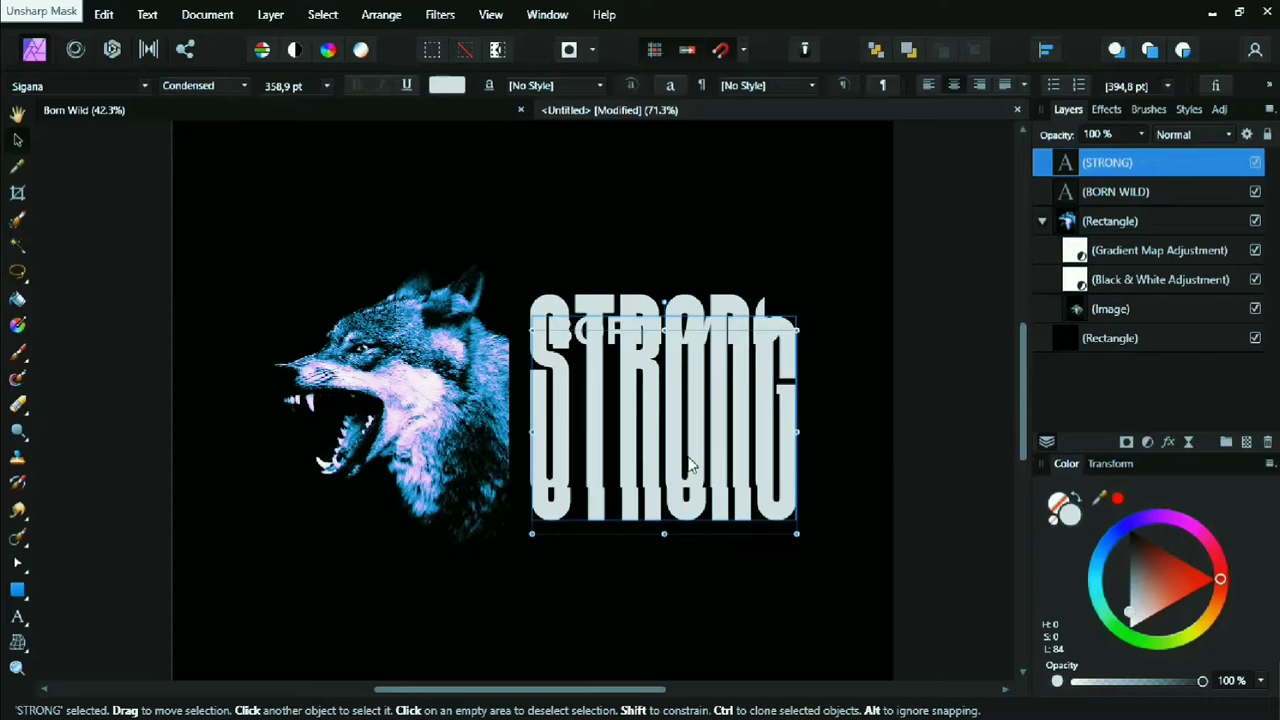 Unsharp Mask
Edit Text Document Layer Select Arrange Filters View Window Help
Sigana Condensed 358,9 pt B I U a [No Style] a a ¶ [No Style] ¶ ¶ [394,8 pt] fi
Born Wild (42.3%) <Untitled> [Modified] (71.3%)
Layers Effects Brushes Styles Adj
Opacity: 100 % Normal
A (STRONG)
A (BORN WILD)
(Rectangle)
(Gradient Map Adjustment)
(Black & White Adjustment)
(Image)
(Rectangle)
STRONG
Color Transform
H: 0
S: 0
L: 84
Opacity
100 %
'STRONG' selected. Drag to move selection. Click another object to select it. Click on an empty area to deselect selection. Shift to constrain. Ctrl to clone selected objects. Alt to ignore snapping.